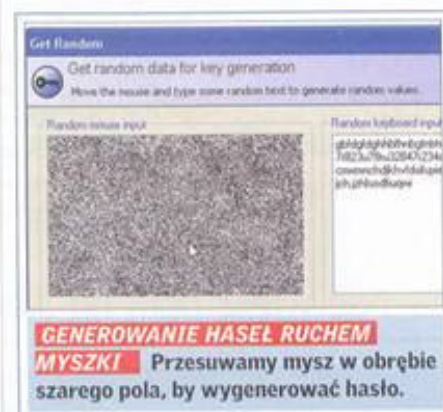 Get Random
Get random data for key generation
Move the mouse and type some random text to generate random values.
Random mouse input
Random keyboard input
GENEROWANIE HASEŁ RUCHEM
MYSZKI Przesuwamy mysz w obrębie
szarego pola, by wygenerować hasło.